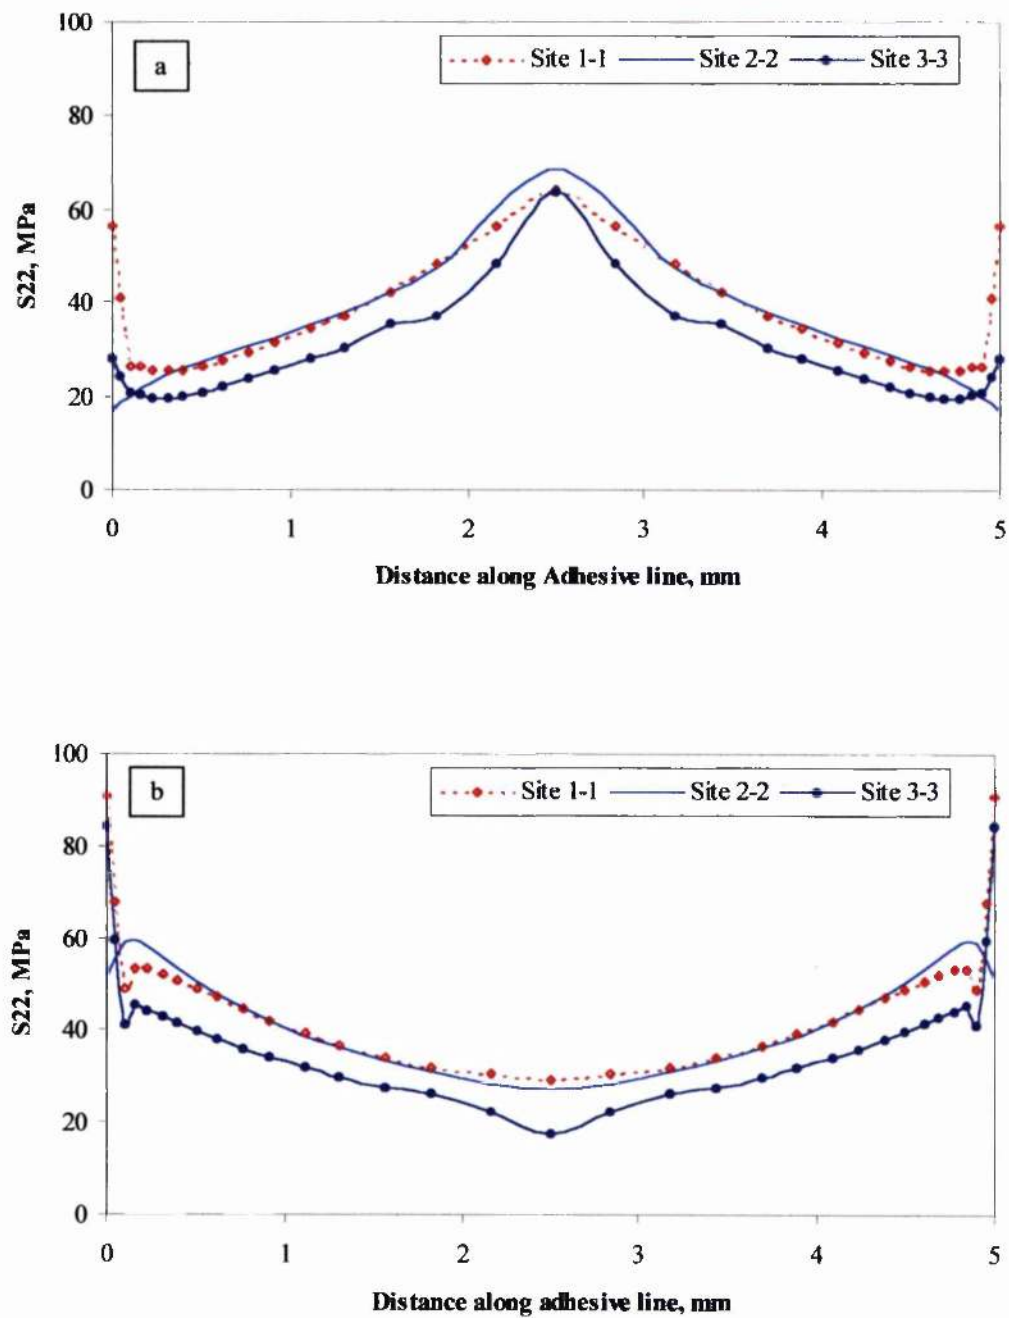 100
a
Site 1-1 Site 2-2 Site 3-3
80
60
S22, MPa
40
20
0
0 1 2 3 4 5
Distance along Adhesive line, mm
100
b
Site 1-1 Site 2-2 Site 3-3
80
60
S22, MPa
40
20
0
0 1 2 3 4 5
Distance along adhesive line, mm